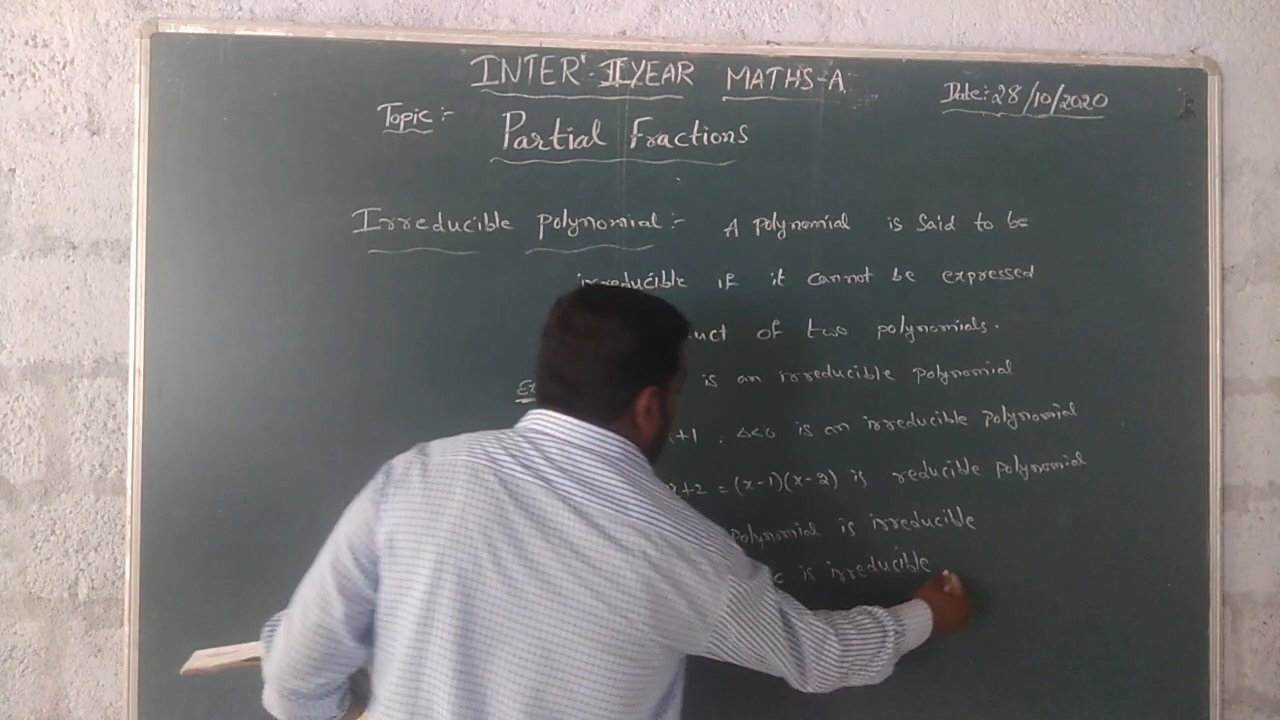 INTER - II YEAR MATHS-A
Date:-28/10/2020
Topic:-
Partial Fractions
Irreducible polynomial:- A polynomial is said to be
irreducible if it cannot be expressed
uct of two polynomials.
is an irreducible polynomial
x+1, Δ<0 is an irreducible polynomial
x+2 = (x-1)(x-2) is reducible polynomial
polynomial is irreducible
c is irreducible